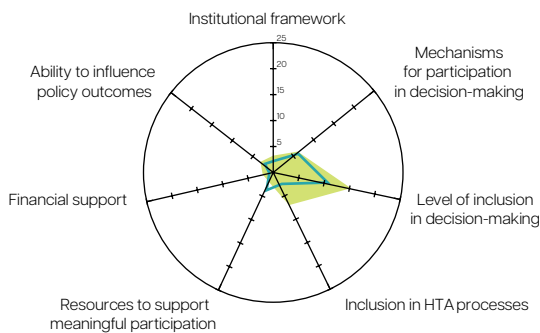 Institutional framework
25
20
15
10
5
Mechanisms
for participation
in decision-making
Level of inclusion
in decision-making
Inclusion in HTA processes
Resources to support
meaningful participation
Financial support
Ability to influence
policy outcomes